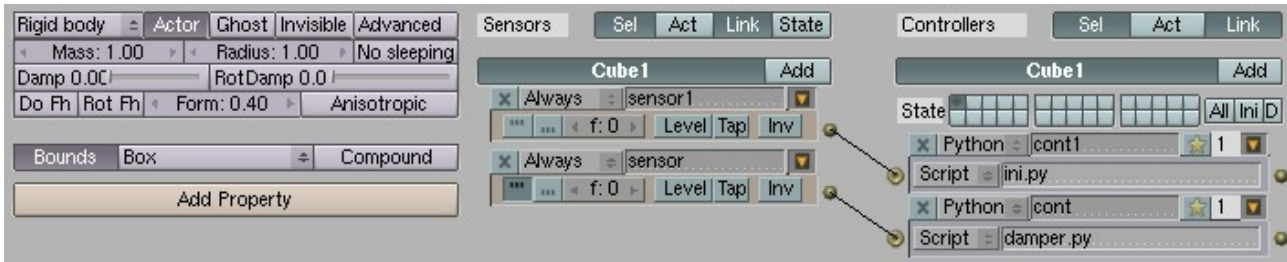 Rigid body Actor Ghost Invisible Advanced
Mass: 1.00 Radius: 1.00 No sleeping
Damp 0.00 RotDamp 0.0
Do Fh Rot Fh Form: 0.40 Anisotropic
Bounds Box Compound
Add Property
Sensors Sel Act Link State
Cube1 Add
X Always sensor1
f: 0 Level Tap Inv
X Always sensor
f: 0 Level Tap Inv
Controllers Sel Act Link
Cube1 Add
State All Ini D
X Python cont1 1
Script ini.py
X Python cont 1
Script damper.py